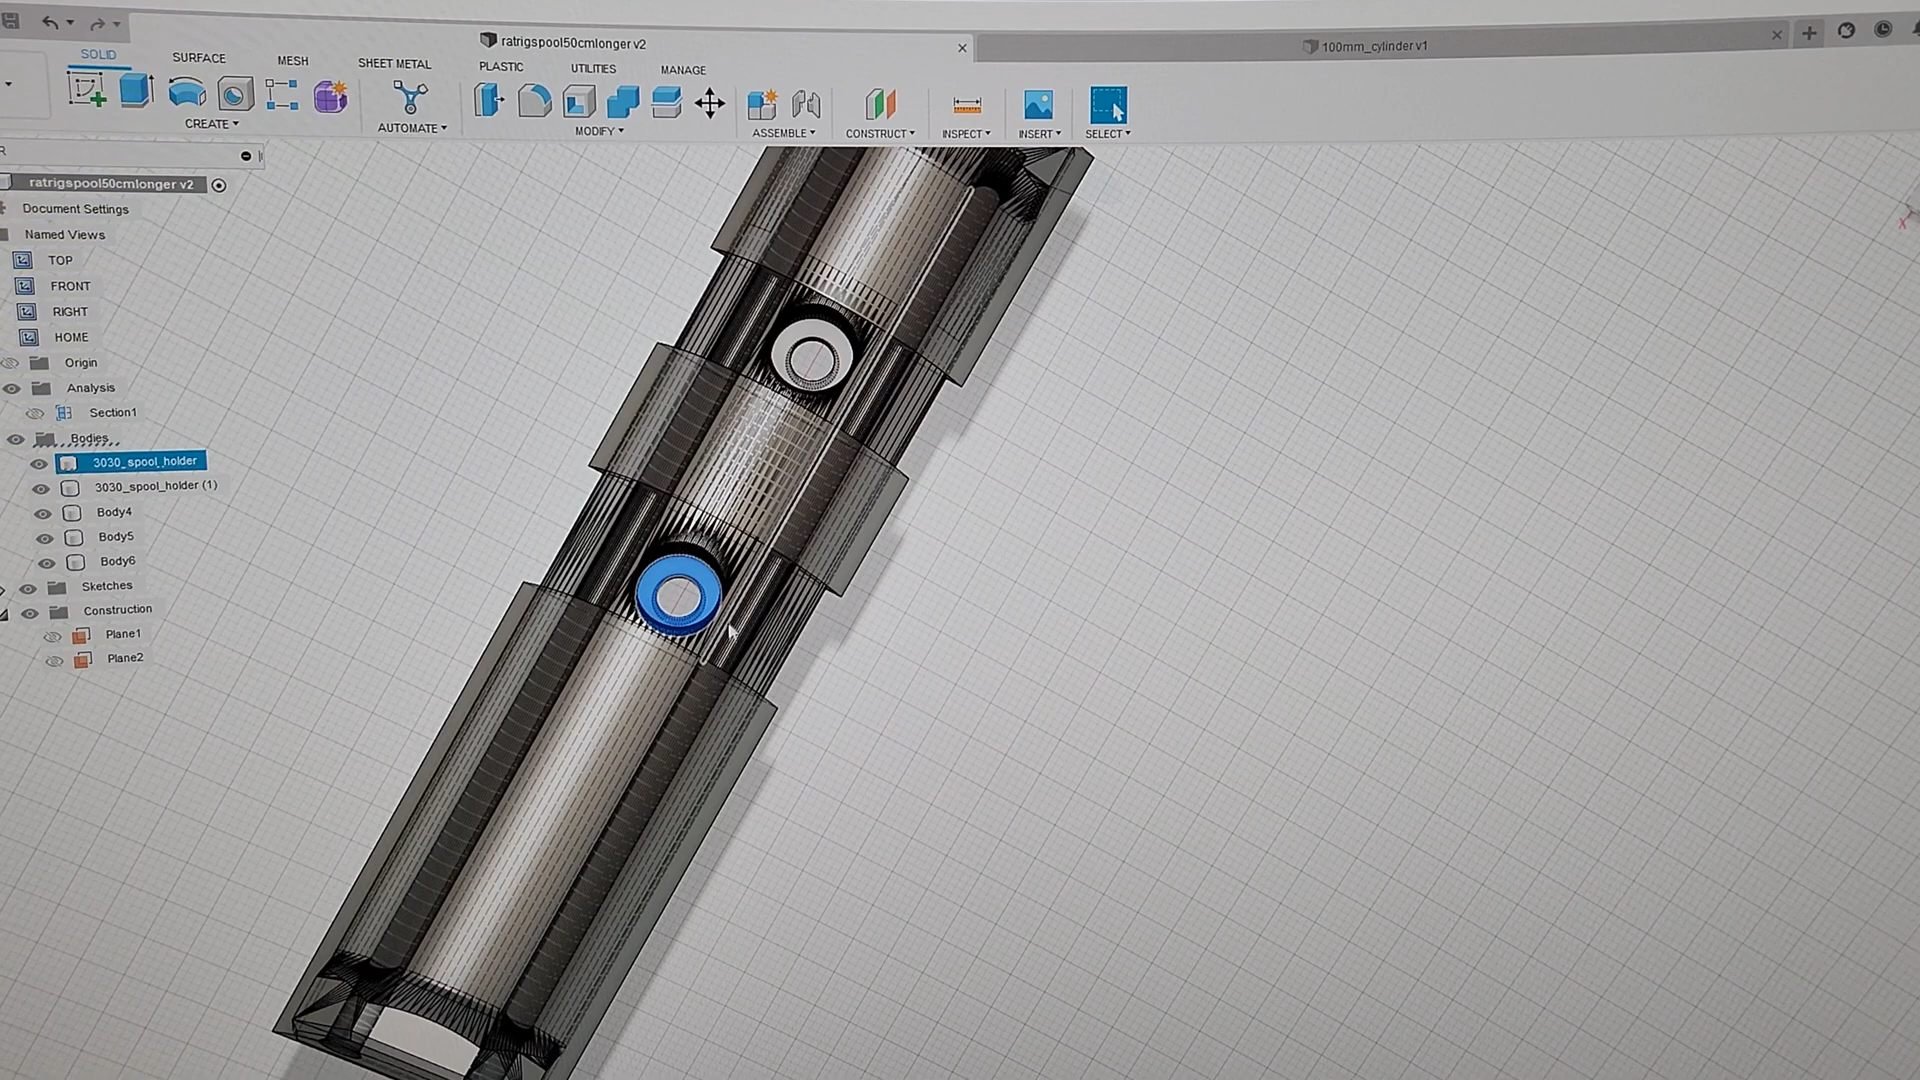 ratrigspool50cmlonger v2
100mm_cylinder v1
SOLID
SURFACE
MESH
SHEET METAL
PLASTIC
UTILITIES
MANAGE
CREATE
AUTOMATE
MODIFY
ASSEMBLE
CONSTRUCT
INSPECT
INSERT
SELECT
R
ratrigspool50cmlonger v2
Document Settings
Named Views
TOP
FRONT
RIGHT
HOME
Origin
Analysis
Section1
Bodies
3030_spool_holder
3030_spool_holder (1)
Body4
Body5
Body6
Sketches
Construction
Plane1
Plane2
X